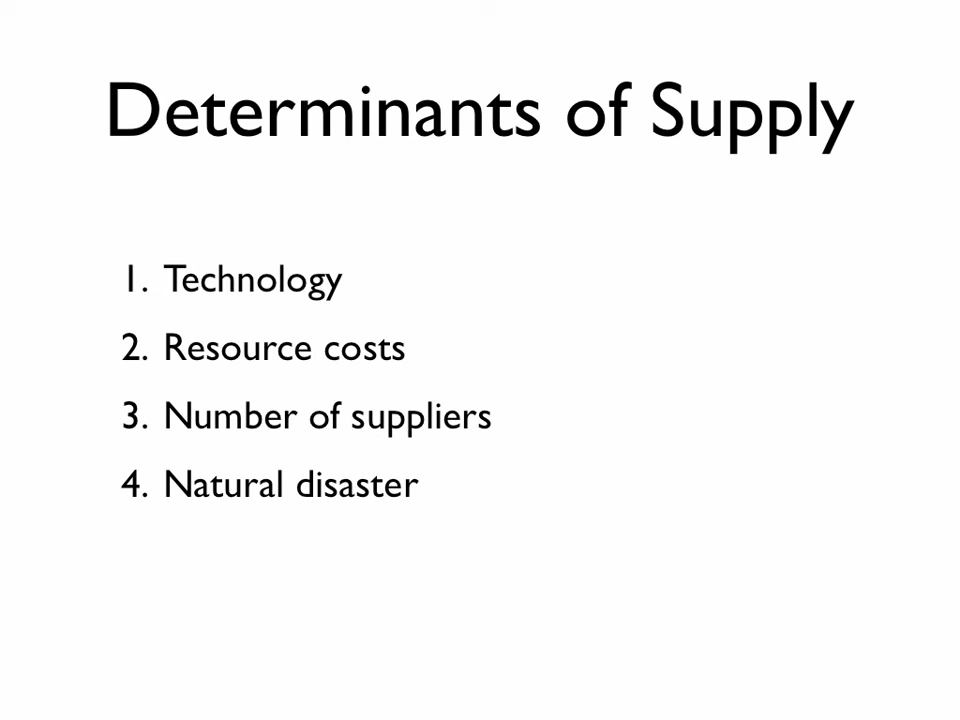 Determinants of Supply
1. Technology
2. Resource costs
3. Number of suppliers
4. Natural disaster